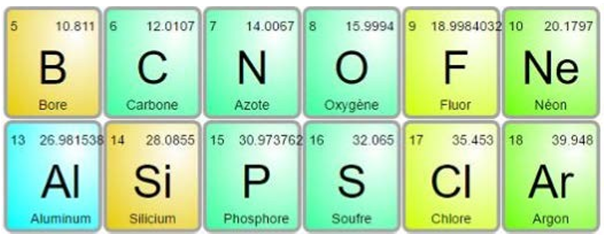 5 10.811 6 12.0107 7 14.0067 8 15.9994 9 18.9984032 10 20.1797
B C N O F Ne
Bore Carbone Azote Oxygène Fluor Néon
13 26.981538 14 28.0855 15 30.973762 16 32.065 17 35.453 18 39.948
Al Si P S Cl Ar
Aluminum Silicium Phosphore Soufre Chlore Argon